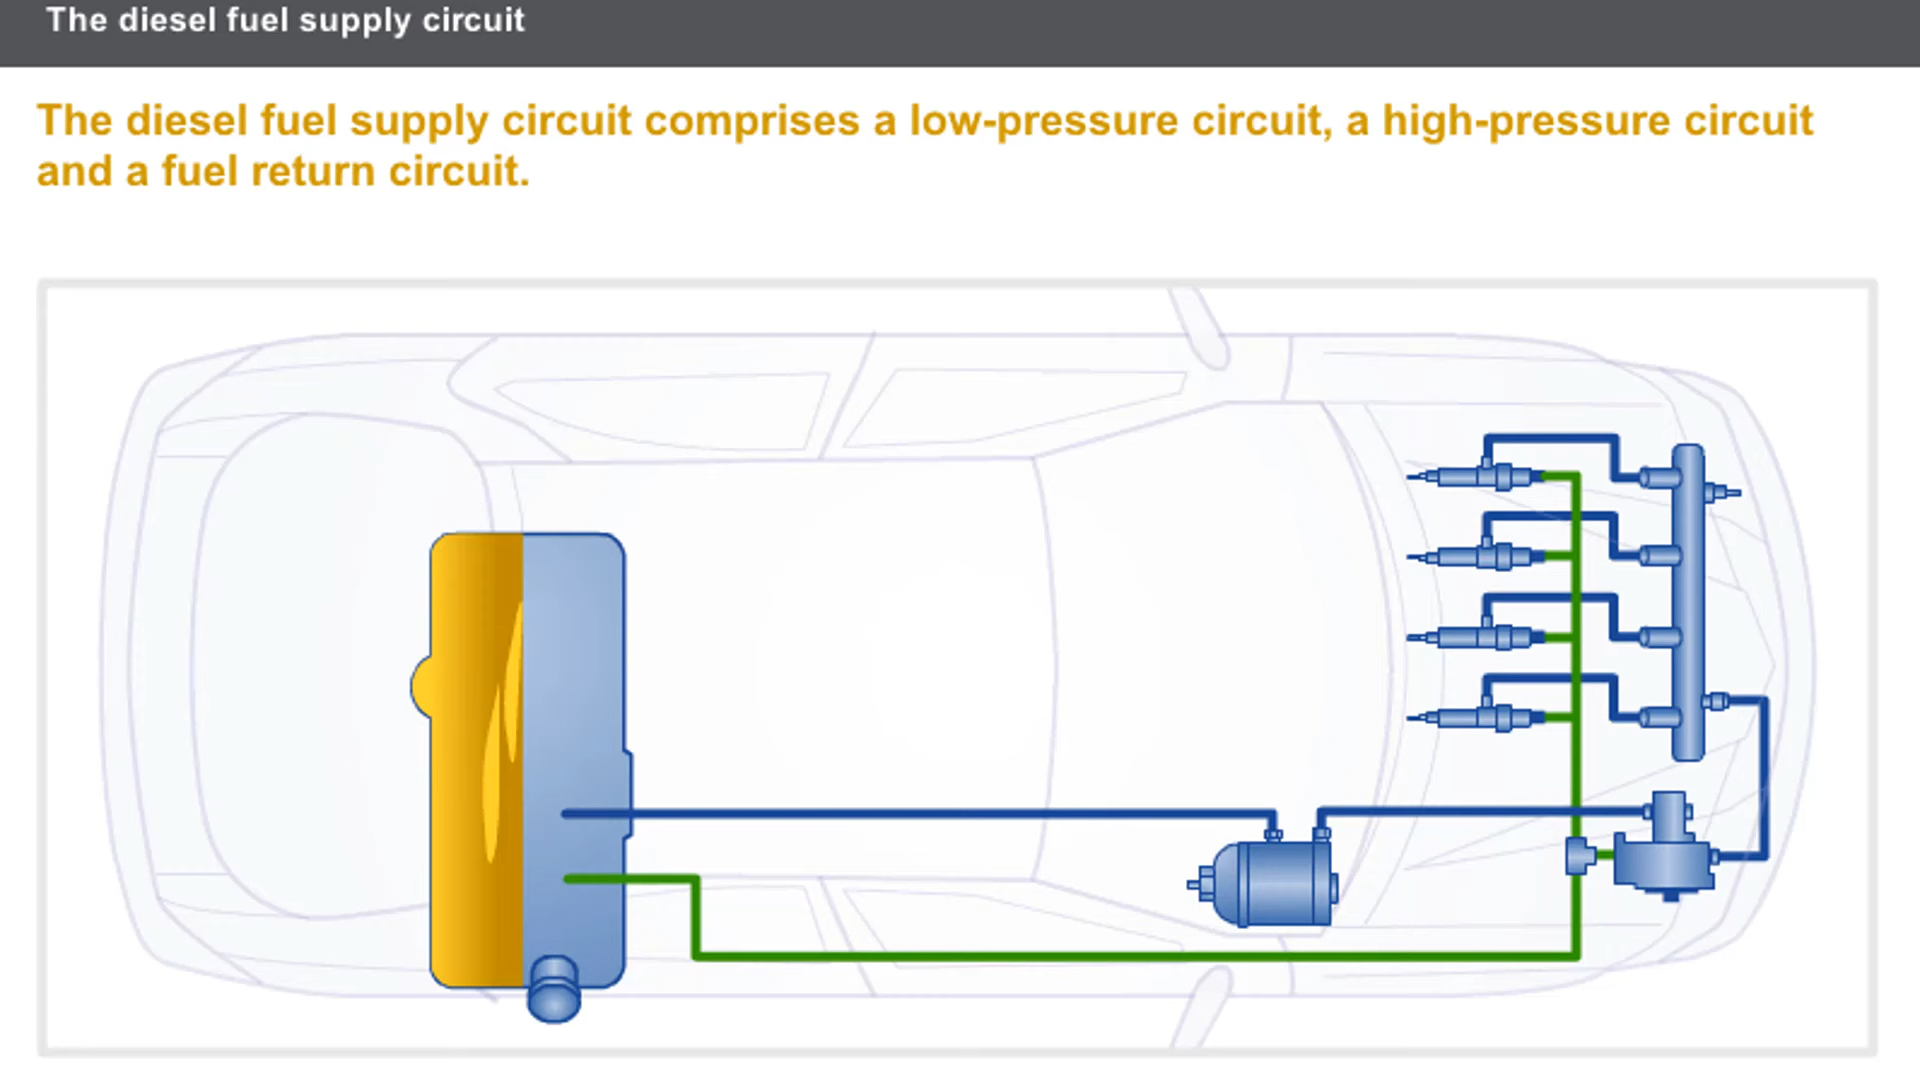 The diesel fuel supply circuit
The diesel fuel supply circuit comprises a low-pressure circuit, a high-pressure circuit
and a fuel return circuit.